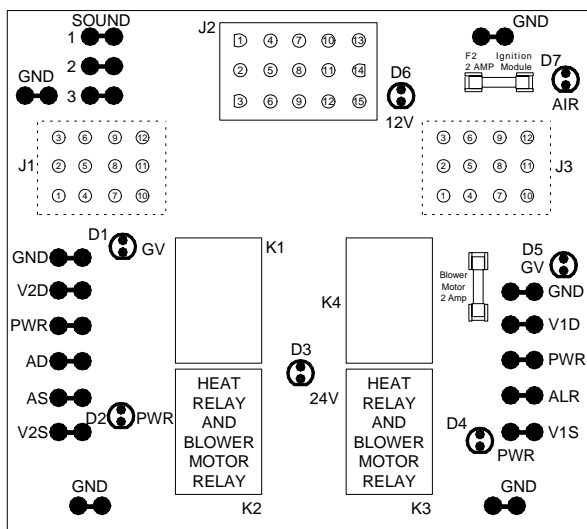 SOUND
1
2
3
GND
J2
1 4 7 10 13
2 5 8 11 14
3 6 9 12 15
D6
12V
GND
F2 Ignition
2 AMP Module
D7
AIR
J1
3 6 9 12
2 5 8 11
1 4 7 10
J3
3 6 9 12
2 5 8 11
1 4 7 10
D1
GV
GND
V2D
PWR
AD
AS
V2S
D2
PWR
GND
K1
HEAT
RELAY
AND
BLOWER
MOTOR
RELAY
K2
D3
24V
K4
HEAT
RELAY
AND
BLOWER
MOTOR
RELAY
K3
Blower
Motor
2 Amp
D5
GV
GND
V1D
PWR
ALR
V1S
D4
PWR
GND